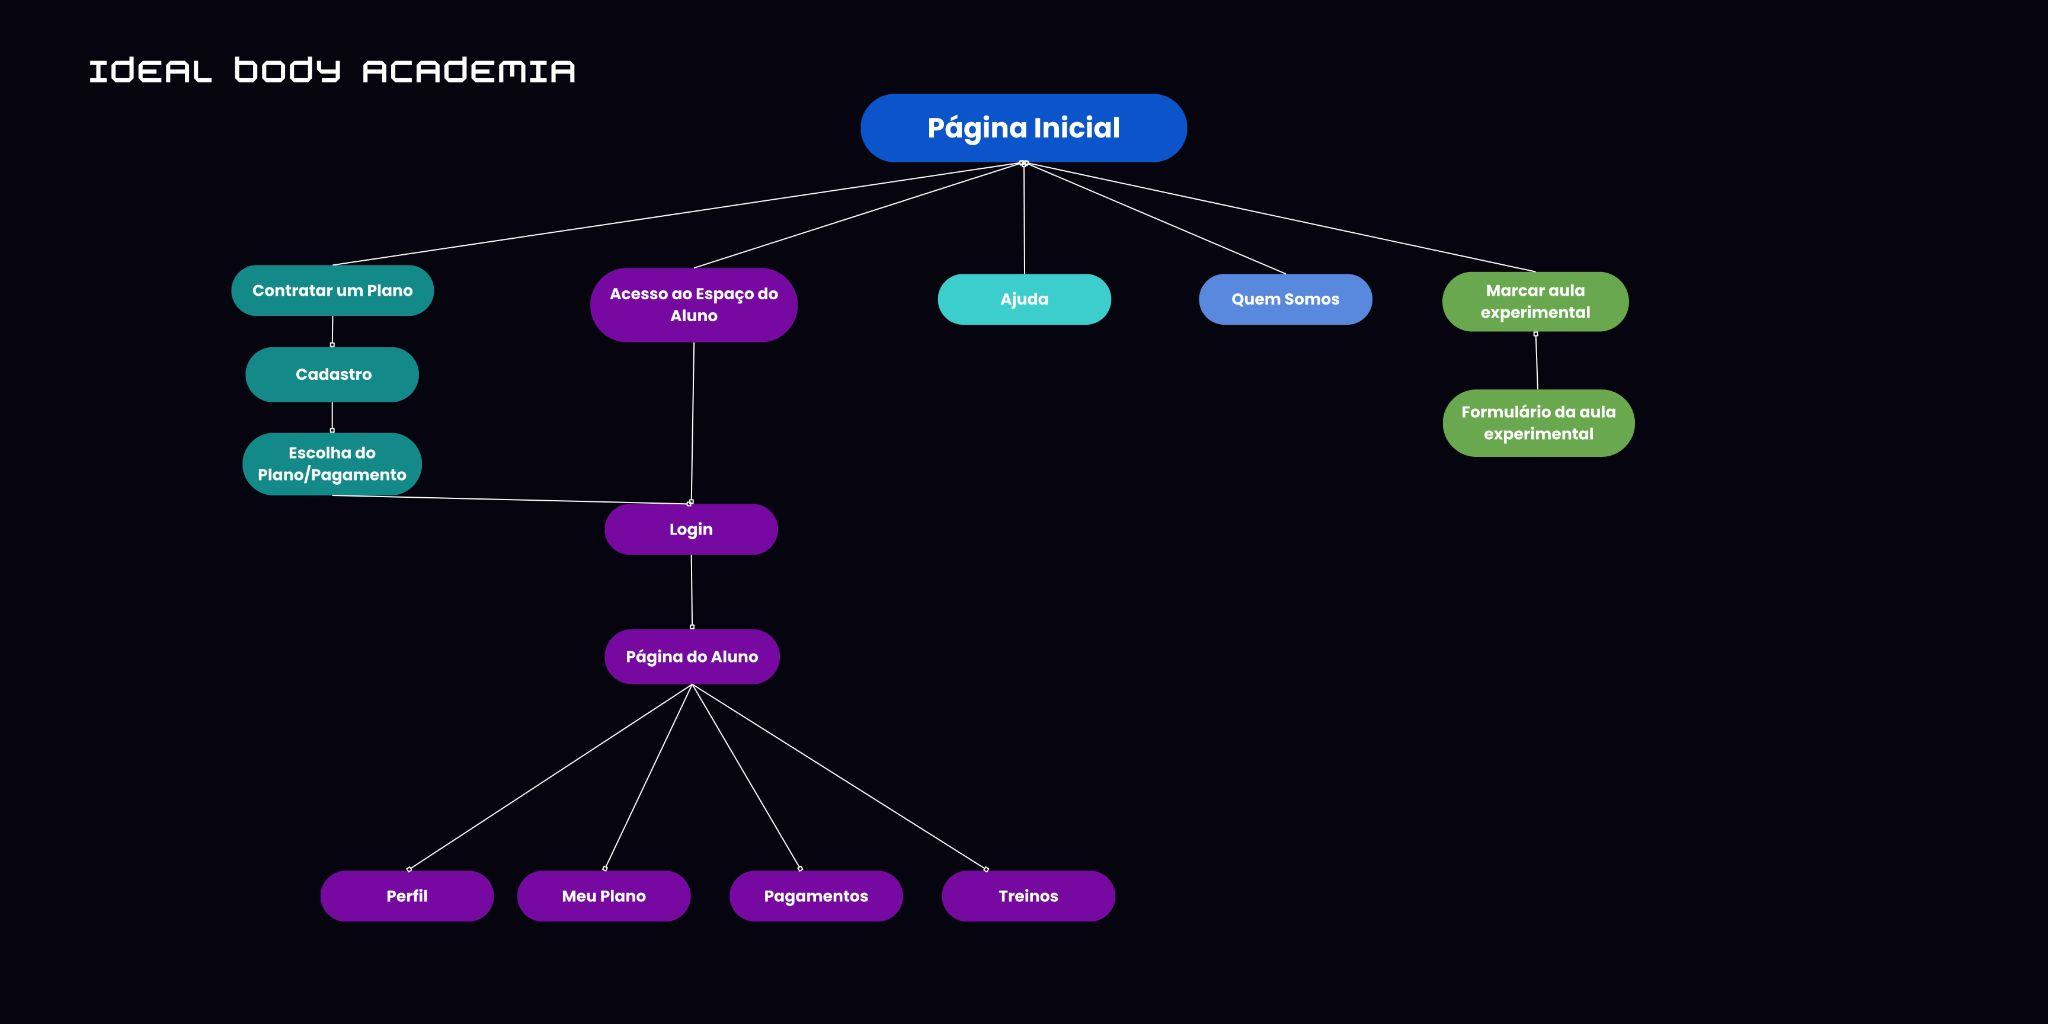 IDEAL BODY ACADEMIA
Página Inicial
Contratar um Plano
Acesso ao Espaço do
Aluno
Ajuda
Quem Somos
Marcar aula
experimental
Cadastro
Formulário da aula
experimental
Escolha do
Plano/Pagamento
Login
Página do Aluno
Perfil
Meu Plano
Pagamentos
Treinos